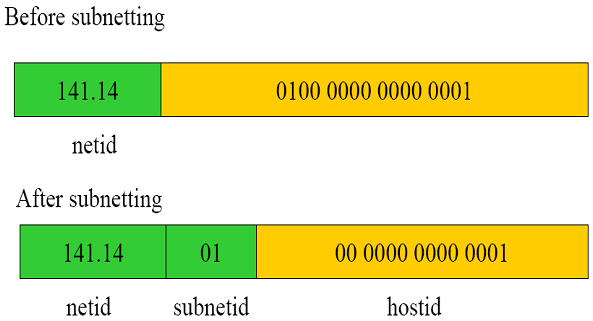 Before subnetting
141.14 0100 0000 0000 0001
netid
After subnetting
141.14 01 00 0000 0000 0001
netid subnetid hostid